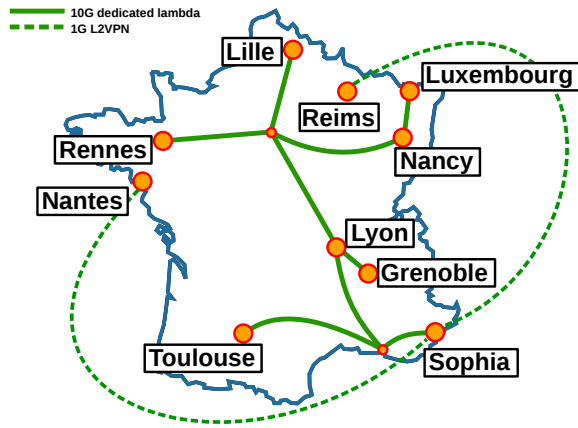 10G dedicated lambda
1G L2VPN
Lille
Luxembourg
Reims
Rennes
Nancy
Nantes
Lyon
Grenoble
Toulouse
Sophia